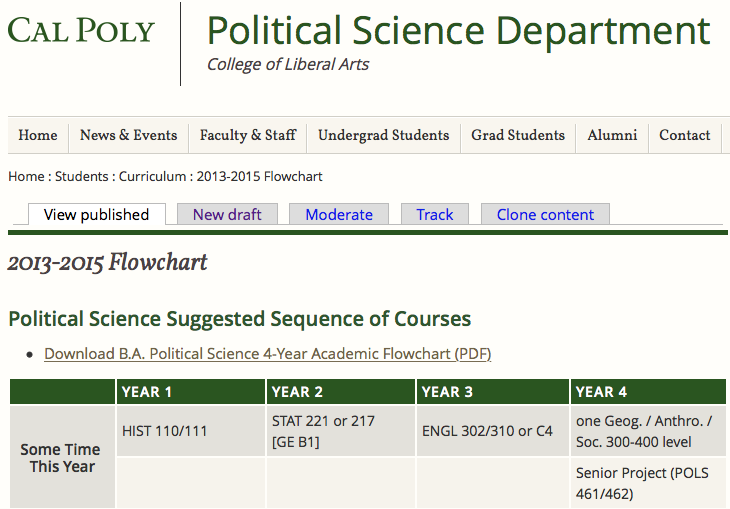 CAL POLY
Political Science Department
College of Liberal Arts
Home News & Events Faculty & Staff Undergrad Students Grad Students Alumni Contact
Home : Students : Curriculum : 2013-2015 Flowchart
View published New draft Moderate Track Clone content
2013-2015 Flowchart
Political Science Suggested Sequence of Courses
• Download B.A. Political Science 4-Year Academic Flowchart (PDF)
YEAR 1 YEAR 2 YEAR 3 YEAR 4
Some Time
This Year
HIST 110/111
STAT 221 or 217
[GE B1]
ENGL 302/310 or C4
one Geog. / Anthro. /
Soc. 300-400 level
Senior Project (POLS
461/462)